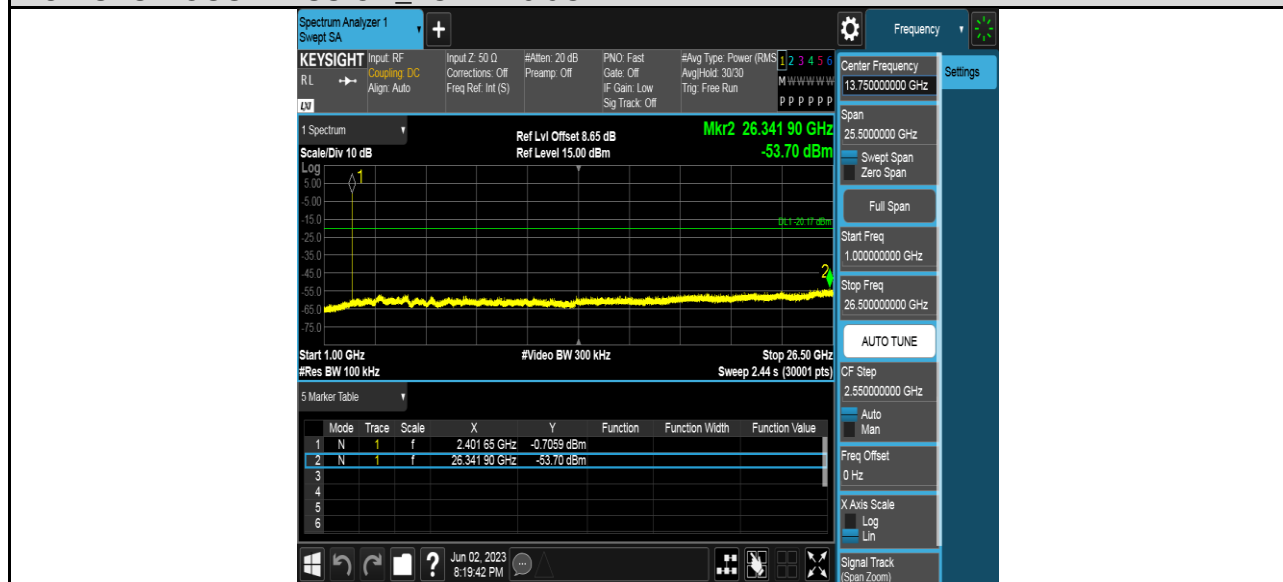 Spectrum Analyzer 1
Swept SA
+
Frequency
KEYSIGHT
RL
LXI
Input: RF
Coupling: DC
Align: Auto
Input Z: 50 Ω
Corrections: Off
Freq Ref: Int (S)
#Atten: 20 dB
Preamp: Off
PNO: Fast
Gate: Off
IF Gain: Low
Sig Track: Off
#Avg Type: Power (RMS
Avg|Hold: 30/30
Trig: Free Run
1 2 3 4 5 6
M W W W W W
P P P P P P
Center Frequency
13.750000000 GHz
Settings
Span
25.5000000 GHz
Swept Span
Zero Span
Full Span
Start Freq
1.000000000 GHz
Stop Freq
26.500000000 GHz
AUTO TUNE
CF Step
2.550000000 GHz
Auto
Man
Freq Offset
0 Hz
X Axis Scale
Log
Lin
Signal Track
(Span Zoom)
1 Spectrum
Scale/Div 10 dB
Ref Lvl Offset 8.65 dB
Ref Level 15.00 dBm
Mkr2 26.341 90 GHz
-53.70 dBm
Log
5.00
-5.00
-15.0
-25.0
-35.0
-45.0
-55.0
-65.0
-75.0
1
DL1 -20.17 dBm
2
Start 1.00 GHz
#Res BW 100 kHz
#Video BW 300 kHz
Stop 26.50 GHz
Sweep 2.44 s (30001 pts)
5 Marker Table
Mode Trace Scale X Y Function Function Width Function Value
1 N 1 f 2.401 65 GHz -0.7059 dBm
2 N 1 f 26.341 90 GHz -53.70 dBm
3
4
5
6
?
Jun 02, 2023
8:19:42 PM